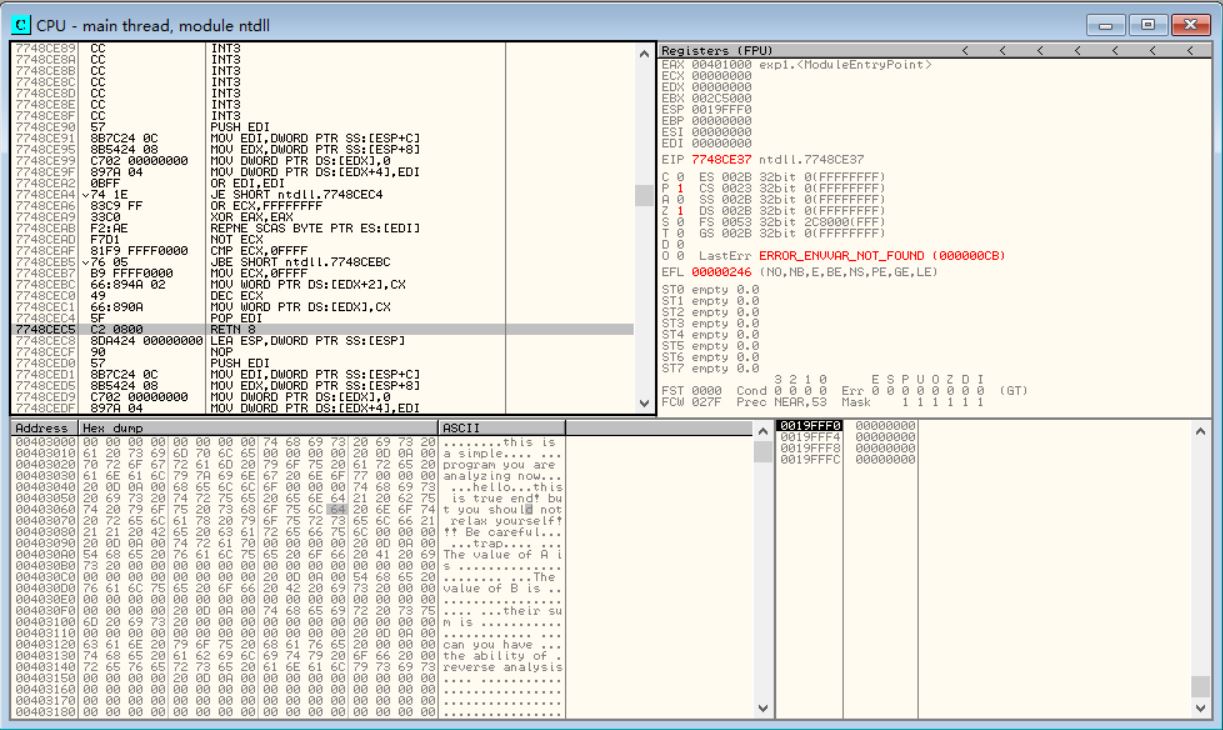 C CPU - main thread, module ntdll
7748CE89 CC INT3
7748CE8A CC INT3
7748CE8B CC INT3
7748CE8C CC INT3
7748CE8D CC INT3
7748CE8E CC INT3
7748CE8F CC INT3
7748CE90 57 PUSH EDI
7748CE91 8B7C24 0C MOV EDI,DWORD PTR SS:[ESP+C]
7748CE95 8B5424 08 MOV EDX,DWORD PTR SS:[ESP+8]
7748CE99 C702 00000000 MOV DWORD PTR DS:[EDX],0
7748CE9F 897A 04 MOV DWORD PTR DS:[EDX+4],EDI
7748CEA2 0BFF OR EDI,EDI
7748CEA4 74 1E JE SHORT ntdll.7748CEC4
7748CEA6 83C9 FF OR ECX,FFFFFFFF
7748CEA9 33C0 XOR EAX,EAX
7748CEAB F2:AE REPNE SCAS BYTE PTR ES:[EDI]
7748CEAD F7D1 NOT ECX
7748CEAF 81F9 FFFF0000 CMP ECX,0FFFF
7748CEB5 76 05 JBE SHORT ntdll.7748CEBC
7748CEB7 B9 FFFF0000 MOV ECX,0FFFF
7748CEBC 66:894A 02 MOV WORD PTR DS:[EDX+2],CX
7748CEC0 49 DEC ECX
7748CEC1 66:890A MOV WORD PTR DS:[EDX],CX
7748CEC4 5F POP EDI
7748CEC5 C2 0800 RETN 8
7748CEC8 8DA424 00000000 LEA ESP,DWORD PTR SS:[ESP]
7748CECF 90 NOP
7748CED0 57 PUSH EDI
7748CED1 8B7C24 0C MOV EDI,DWORD PTR SS:[ESP+C]
7748CED5 8B5424 08 MOV EDX,DWORD PTR SS:[ESP+8]
7748CED9 C702 00000000 MOV DWORD PTR DS:[EDX],0
7748CEDF 897A 04 MOV DWORD PTR DS:[EDX+4],EDI
Registers (FPU) < < < < < < <
EAX 00401000 exp1.<ModuleEntryPoint>
ECX 00000000
EDX 00000000
EBX 002C5000
ESP 0019FFF0
EBP 00000000
ESI 00000000
EDI 00000000
EIP 7748CE37 ntdll.7748CE37
C 0 ES 002B 32bit 0(FFFFFFFF)
P 1 CS 0023 32bit 0(FFFFFFFF)
A 0 SS 002B 32bit 0(FFFFFFFF)
Z 1 DS 002B 32bit 0(FFFFFFFF)
S 0 FS 0053 32bit 2C8000(FFF)
T 0 GS 002B 32bit 0(FFFFFFFF)
D 0
O 0 LastErr ERROR_ENVVAR_NOT_FOUND (000000CB)
EFL 00000246 (NO,NB,E,BE,NS,PE,GE,LE)
ST0 empty 0.0
ST1 empty 0.0
ST2 empty 0.0
ST3 empty 0.0
ST4 empty 0.0
ST5 empty 0.0
ST6 empty 0.0
ST7 empty 0.0
3 2 1 0 E S P U O Z D I
FST 0000 Cond 0 0 0 0 Err 0 0 0 0 0 0 0 0 (GT)
FCW 027F Prec NEAR,53 Mask 1 1 1 1 1 1
Address Hex dump ASCII
00403000 00 00 00 00 00 00 00 00 74 68 69 73 20 69 73 20 ........this is
00403010 61 20 73 69 6D 70 6C 65 00 00 00 00 20 0D 0A 00 a simple.... ...
00403020 70 72 6F 67 72 61 6D 20 79 6F 75 20 61 72 65 20 program you are
00403030 61 6E 61 6C 79 7A 69 6E 67 20 6E 6F 77 00 00 00 analyzing now...
00403040 20 0D 0A 00 68 65 6C 6C 6F 00 00 00 74 68 69 73 ...hello...this
00403050 20 69 73 20 74 72 75 65 20 65 6E 64 21 20 62 75 is true end! bu
00403060 74 20 79 6F 75 20 73 68 6F 75 6C 64 20 6E 6F 74 t you should not
00403070 20 72 65 6C 61 78 20 79 6F 75 72 73 65 6C 66 21 relax yourself!
00403080 21 21 20 42 65 20 63 61 72 65 66 75 6C 00 00 00 !! Be careful...
00403090 20 0D 0A 00 74 72 61 70 00 00 00 00 20 0D 0A 00 ...trap.... ...
004030A0 54 68 65 20 76 61 6C 75 65 20 6F 66 20 41 20 69 The value of A i
004030B0 73 20 00 00 00 00 00 00 00 00 00 00 00 00 00 00 s ..............
004030C0 00 00 00 00 00 00 00 00 20 0D 0A 00 54 68 65 20 ........ ...The
004030D0 76 61 6C 75 65 20 6F 66 20 42 20 69 73 20 00 00 value of B is ..
004030E0 00 00 00 00 00 00 00 00 00 00 00 00 00 00 00 00 ................
004030F0 00 00 00 00 20 0D 0A 00 74 68 65 69 72 20 73 75 .... ...their su
00403100 6D 20 69 73 20 00 00 00 00 00 00 00 00 00 00 00 m is ...........
00403110 00 00 00 00 00 00 00 00 00 00 00 00 20 0D 0A 00 ............ ...
00403120 63 61 6E 20 79 6F 75 20 68 61 76 65 20 00 00 00 can you have ...
00403130 74 68 65 20 61 62 69 6C 69 74 79 20 6F 66 20 00 the ability of .
00403140 72 65 76 65 72 73 65 20 61 6E 61 6C 79 73 69 73 reverse analysis
00403150 00 00 00 00 20 0D 0A 00 00 00 00 00 00 00 00 00 .... ...........
00403160 00 00 00 00 00 00 00 00 00 00 00 00 00 00 00 00 ................
00403170 00 00 00 00 00 00 00 00 00 00 00 00 00 00 00 00 ................
00403180 00 00 00 00 00 00 00 00 00 00 00 00 00 00 00 00 ................
0019FFF0 00000000
0019FFF4 00000000
0019FFF8 00000000
0019FFFC 00000000